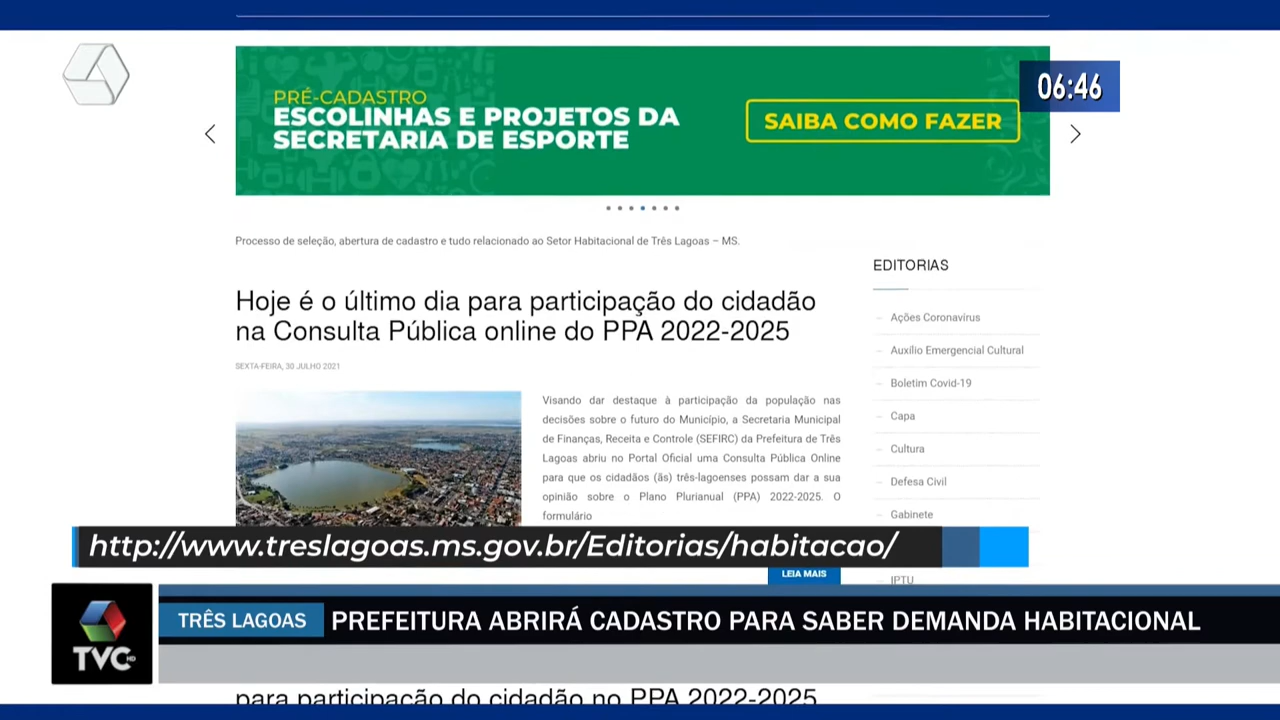 PRÉ-CADASTRO
ESCOLINHAS E PROJETOS DA
SECRETARIA DE ESPORTE
SAIBA COMO FAZER
06:46
Processo de seleção, abertura de cadastro e tudo relacionado ao Setor Habitacional de Três Lagoas – MS.
Hoje é o último dia para participação do cidadão
na Consulta Pública online do PPA 2022-2025
SEXTA-FEIRA, 30 JULHO 2021
Visando dar destaque à participação da população nas
decisões sobre o futuro do Município, a Secretaria Municipal
de Finanças, Receita e Controle (SEFIRC) da Prefeitura de Três
Lagoas abriu no Portal Oficial uma Consulta Pública Online
para que os cidadãos (ãs) três-lagoenses possam dar a sua
opinião sobre o Plano Plurianual (PPA) 2022-2025. O
formulário
LEIA MAIS
EDITORIAS
Ações Coronavírus
Auxílio Emergencial Cultural
Boletim Covid-19
Capa
Cultura
Defesa Civil
Gabinete
IPTU
http://www.treslagoas.ms.gov.br/Editorias/habitacao/
TRÊS LAGOAS
PREFEITURA ABRIRÁ CADASTRO PARA SABER DEMANDA HABITACIONAL
TVC HD
para participação do cidadão no PPA 2022-2025